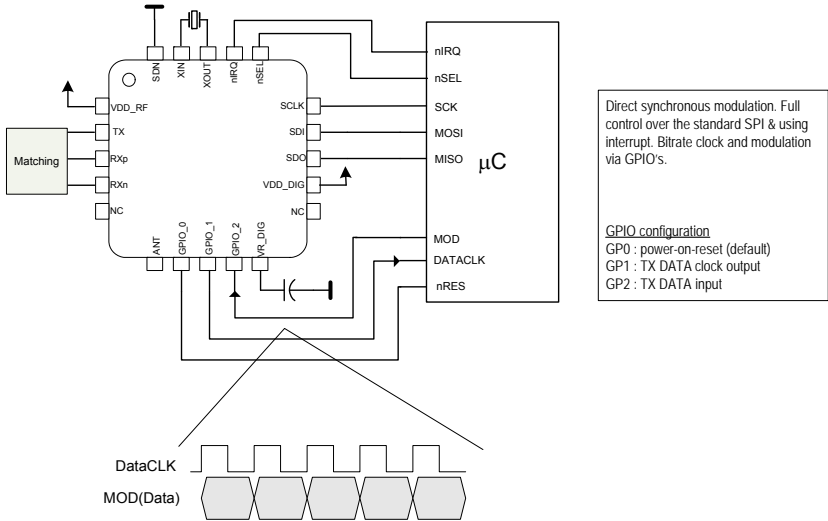 SDN
XIN
XOUT
nIRQ
nSEL
VDD_RF
TX
RXp
RXn
NC
Matching
SCLK
SDI
SDO
VDD_DIG
NC
ANT
GPIO_0
GPIO_1
GPIO_2
VR_DIG
nIRQ
nSEL
SCK
MOSI
MISO
μC
MOD
DATACLK
nRES
Direct synchronous modulation. Full
control over the standard SPI & using
interrupt. Bitrate clock and modulation
via GPIO's.
GPIO configuration
GP0 : power-on-reset (default)
GP1 : TX DATA clock output
GP2 : TX DATA input
DataCLK
MOD(Data)